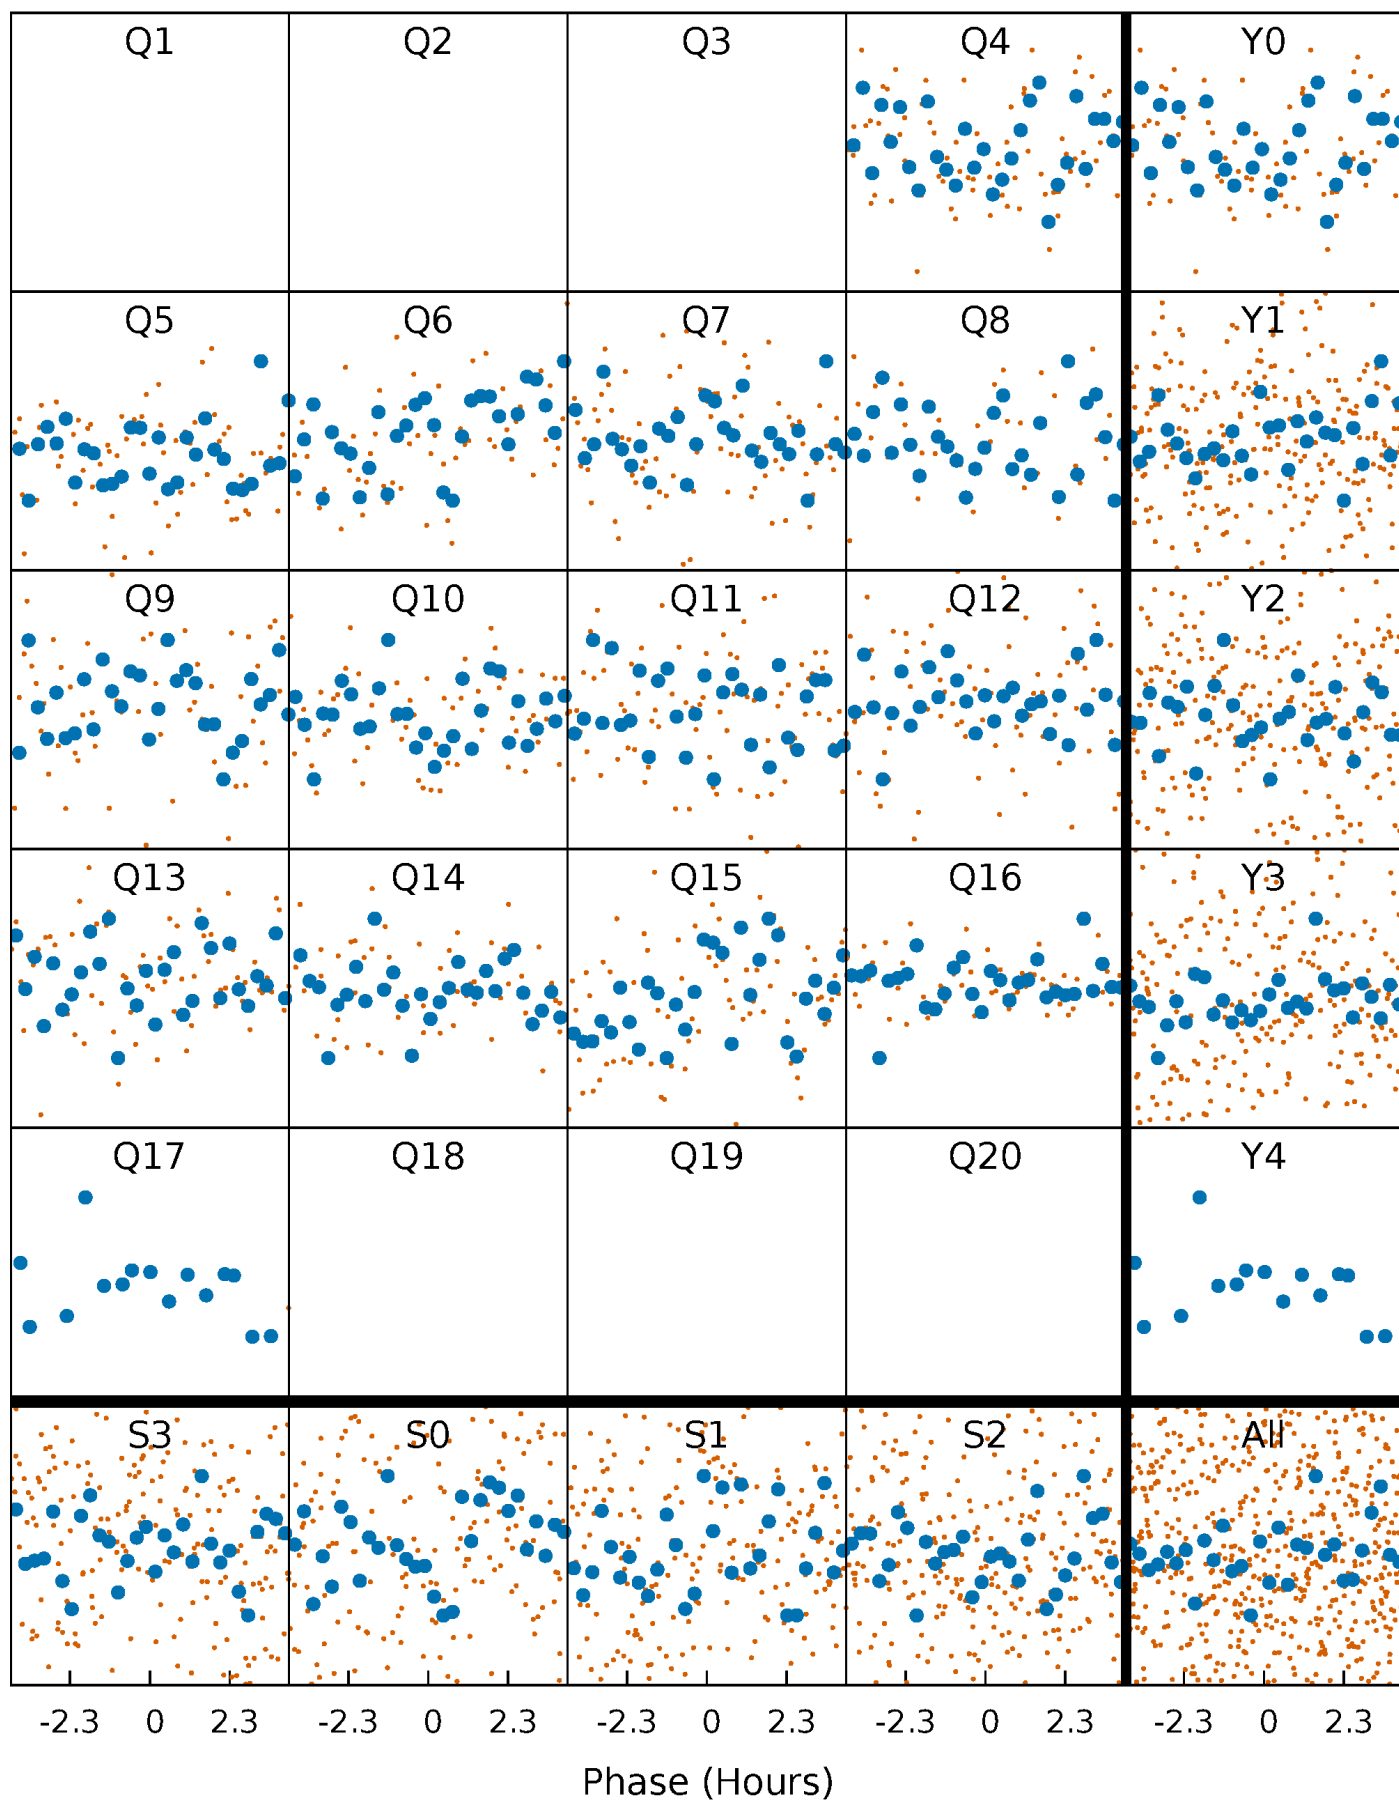 Q1 Q2 Q3 Q4 Y0
Q5 Q6 Q7 Q8 Y1
Q9 Q10 Q11 Q12 Y2
Q13 Q14 Q15 Q16 Y3
Q17 Q18 Q19 Q20 Y4
S3 S0 S1 S2 All
-2.3 0 2.3 -2.3 0 2.3 -2.3 0 2.3 -2.3 0 2.3 -2.3 0 2.3
Phase (Hours)